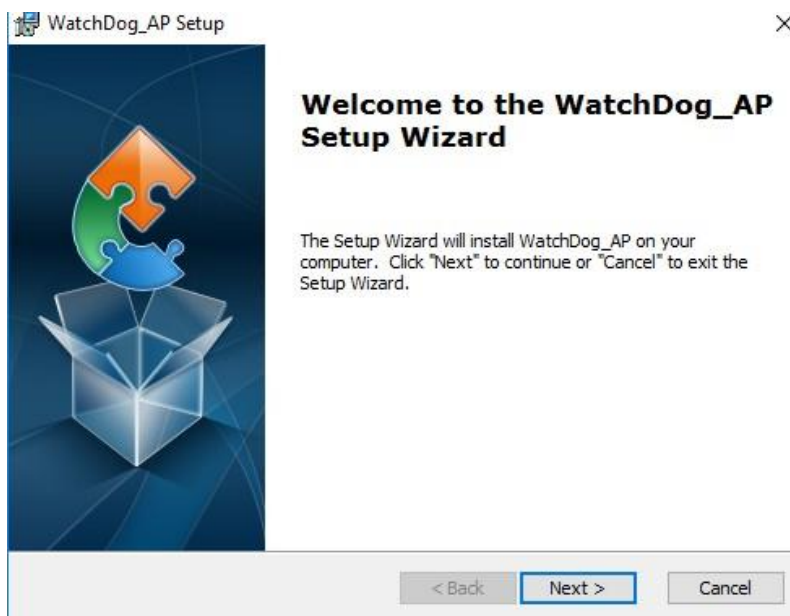 WatchDog_AP Setup
Welcome to the WatchDog_AP
Setup Wizard
The Setup Wizard will install WatchDog_AP on your
computer. Click "Next" to continue or "Cancel" to exit the
Setup Wizard.
< Back Next > Cancel